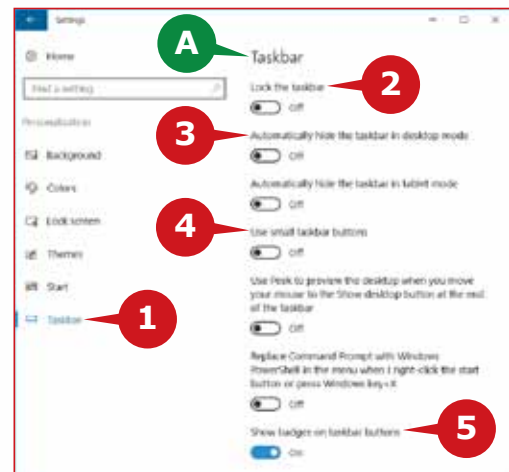 Settings
Home
A
Taskbar
Find a setting
Lock the taskbar
2
Off
Personalization
3
Automatically hide the taskbar in desktop mode
Off
Background
Automatically hide the taskbar in tablet mode
Colors
Off
Lock screen
4
Use small taskbar buttons
Off
Themes
Start
Use Peek to preview the desktop when you move
your mouse to the Show desktop button at the end
of the taskbar
Taskbar
1
Off
Replace Command Prompt with Windows
PowerShell in the menu when I right-click the start
button or press Windows key+X
Off
Show badges on taskbar buttons
5
On